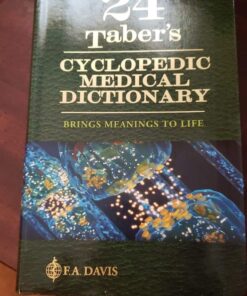 24
Taber's
CYCLOPEDIC
MEDICAL
DICTIONARY
BRINGS MEANINGS TO LIFE
F.A. DAVIS